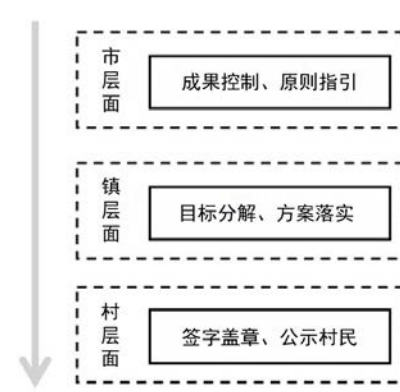 市层面
成果控制、原则指引
镇层面
目标分解、方案落实
村层面
签字盖章、公示村民